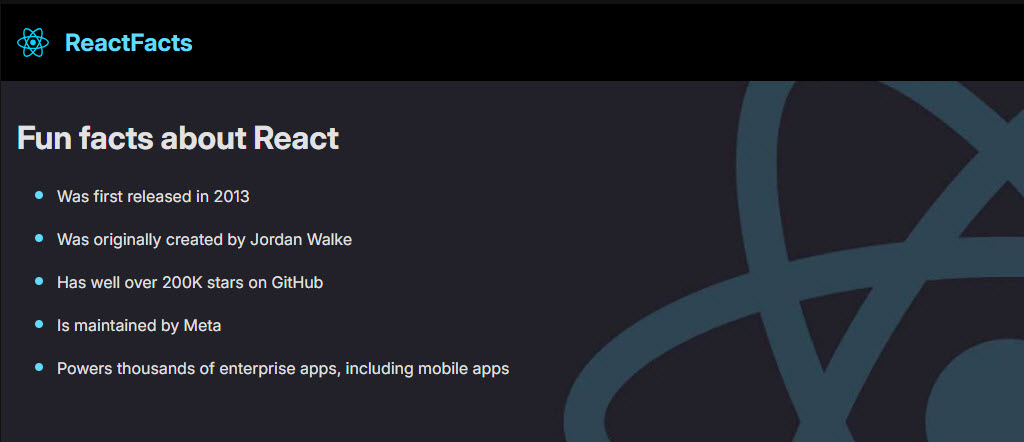 ReactFacts
Fun facts about React
Was first released in 2013
Was originally created by Jordan Walke
Has well over 200K stars on GitHub
Is maintained by Meta
Powers thousands of enterprise apps, including mobile apps